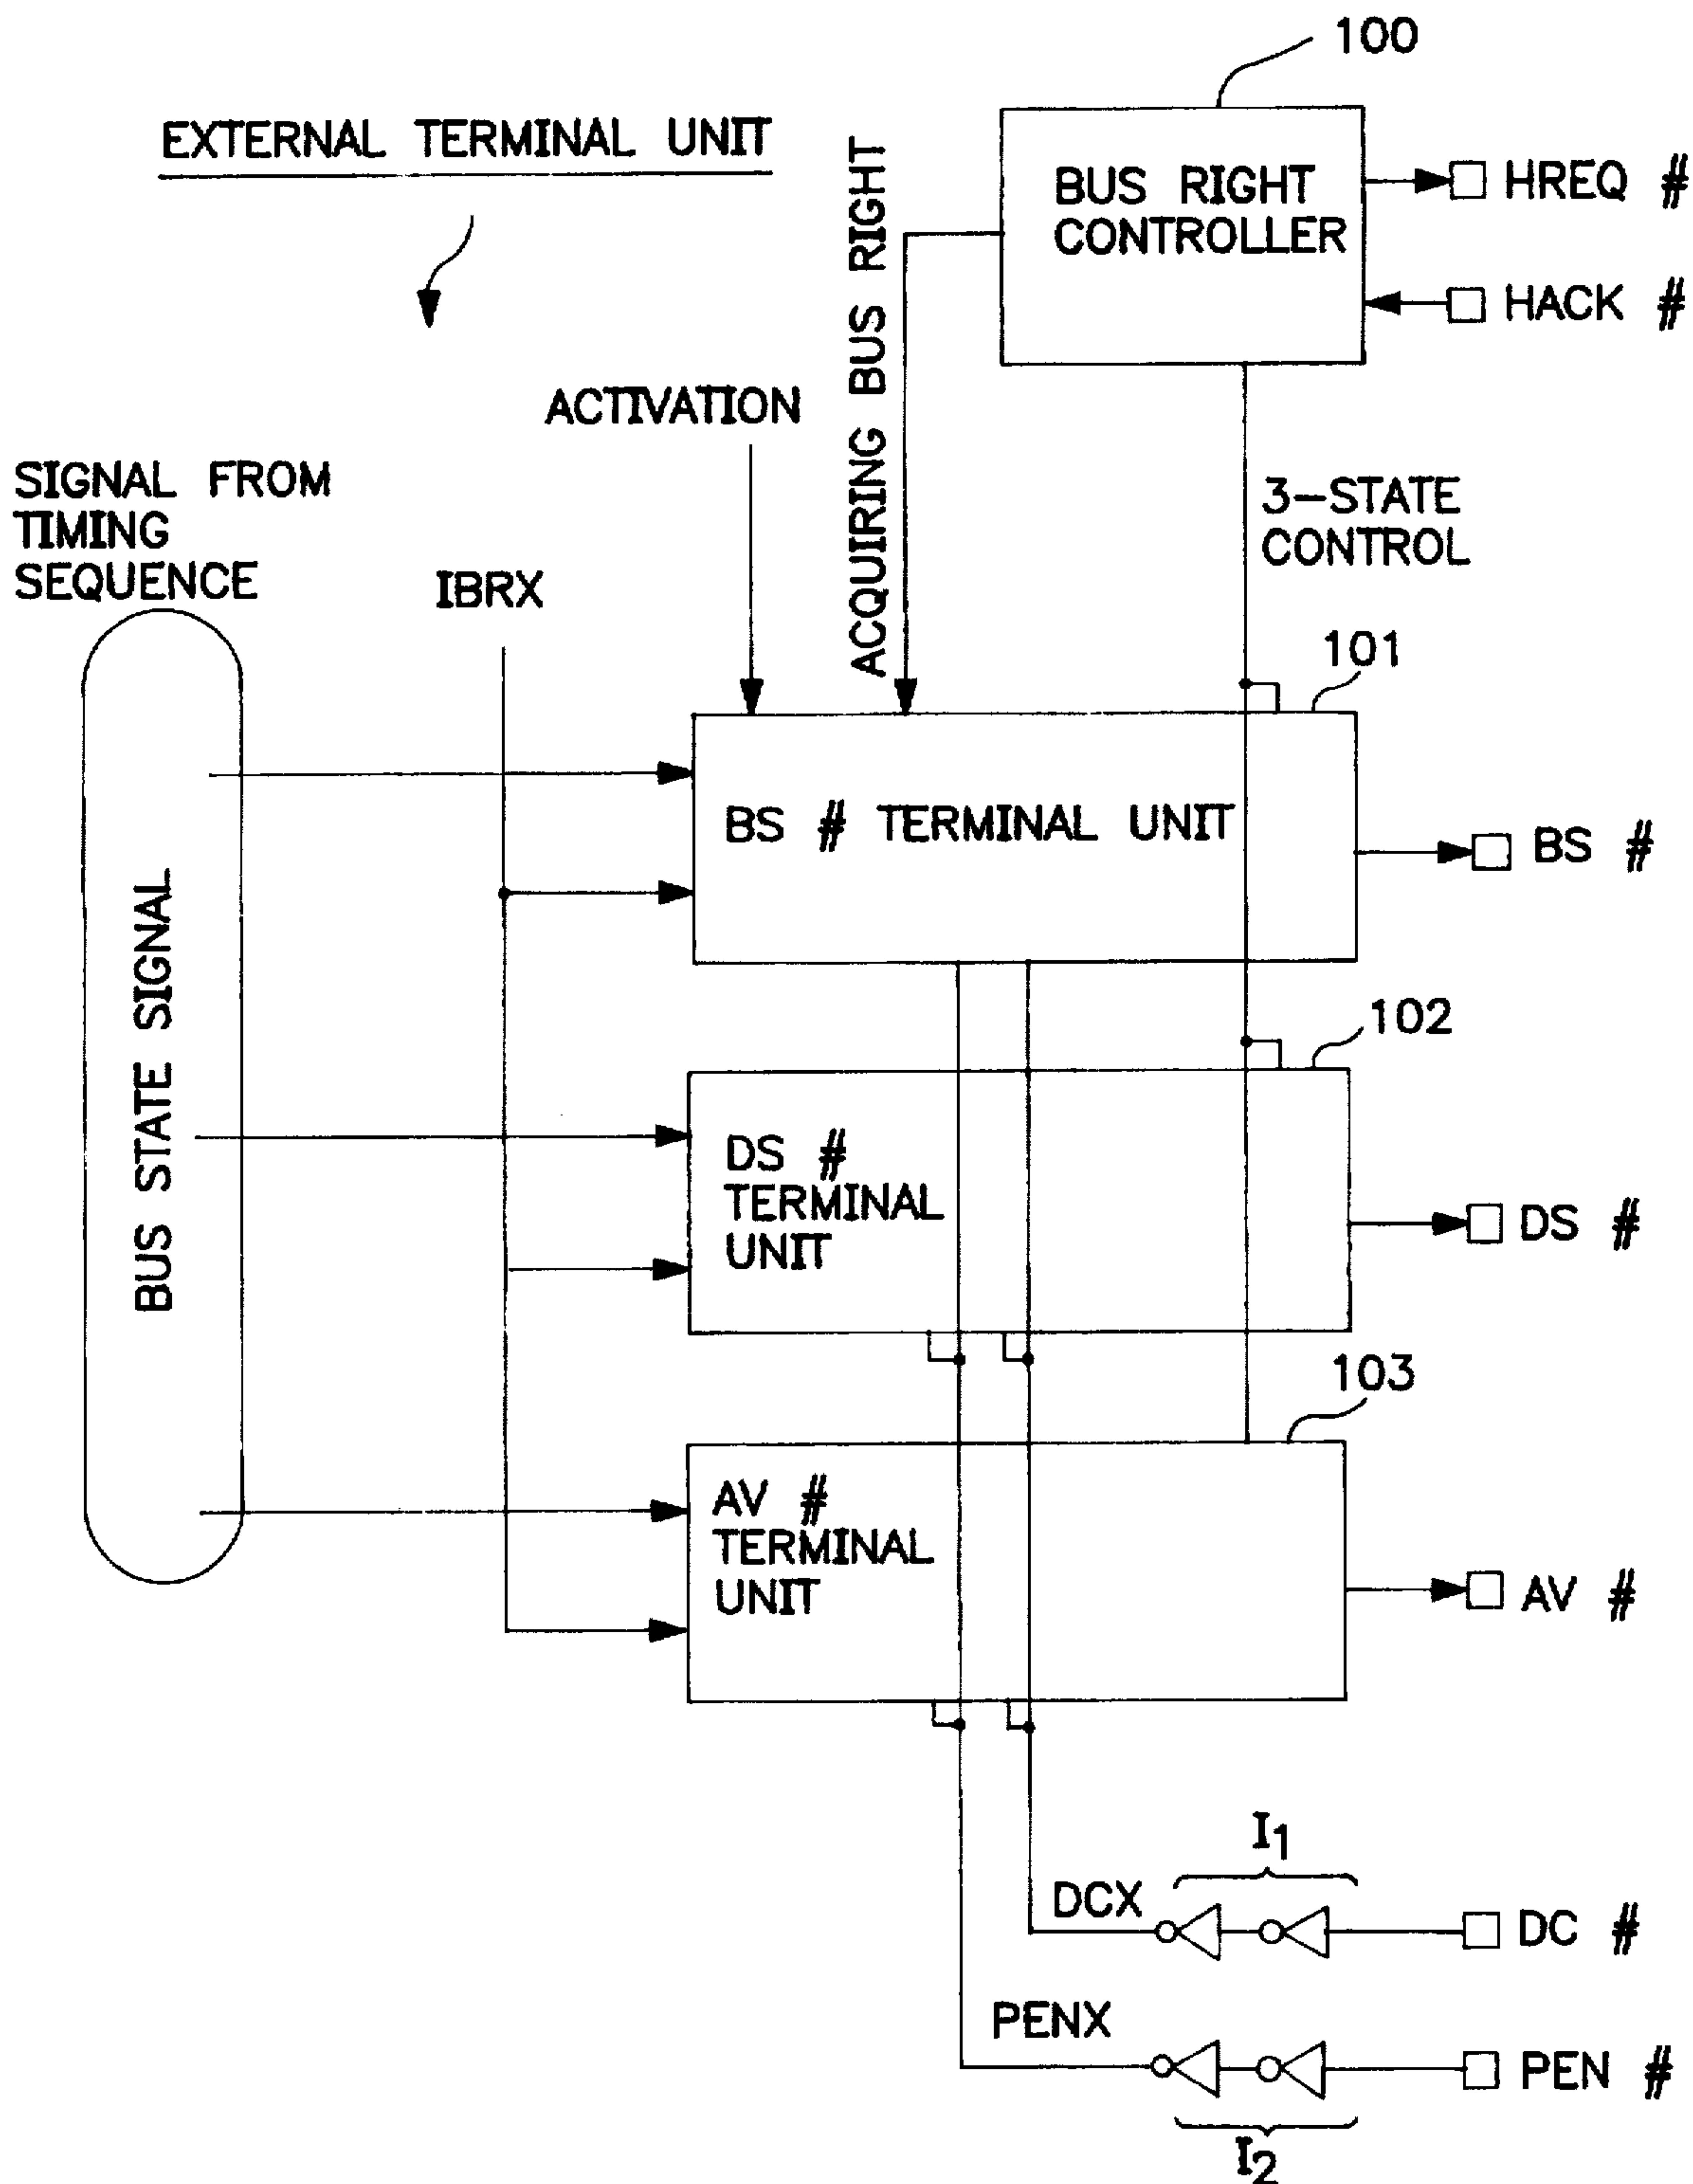 100
EXTERNAL TERMINAL UNIT
BUS RIGHT
CONTROLLER
HREQ #
HACK #
ACQUIRING BUS RIGHT
ACTIVATION
SIGNAL FROM
TIMING
SEQUENCE
3-STATE
CONTROL
IBRX
101
BS # TERMINAL UNIT
BS #
BUS STATE SIGNAL
102
DS #
TERMINAL
UNIT
DS #
103
AV #
TERMINAL
UNIT
AV #
I1
DCX
DC #
PENX
PEN #
I2